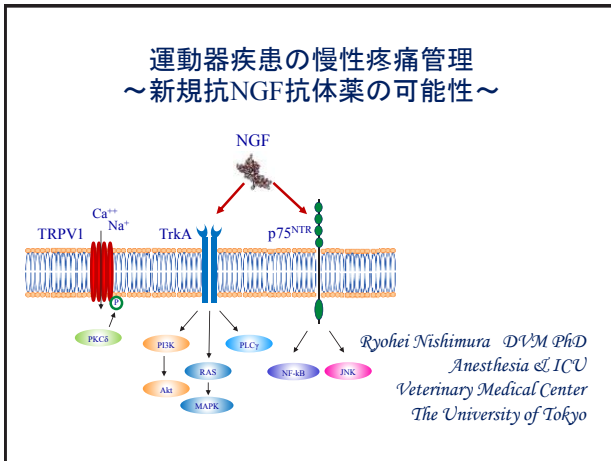 運動器疾患の慢性疼痛管理
～新規抗NGF抗体薬の可能性～
NGF
Ca⁺⁺
Na⁺
TRPV1
TrkA
p75ᴺᵀᴿ
P
PKCδ
PI3K
PLCγ
RAS
Akt
MAPK
NF-kB
JNK
Ryohei Nishimura DVM PhD
Anesthesia & ICU
Veterinary Medical Center
The University of Tokyo